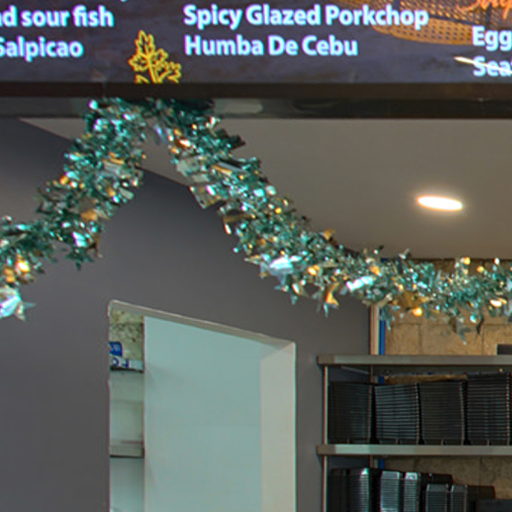 d sour fish
Salpicao
Spicy Glazed Porkchop
Humba De Cebu
Egg
Sea